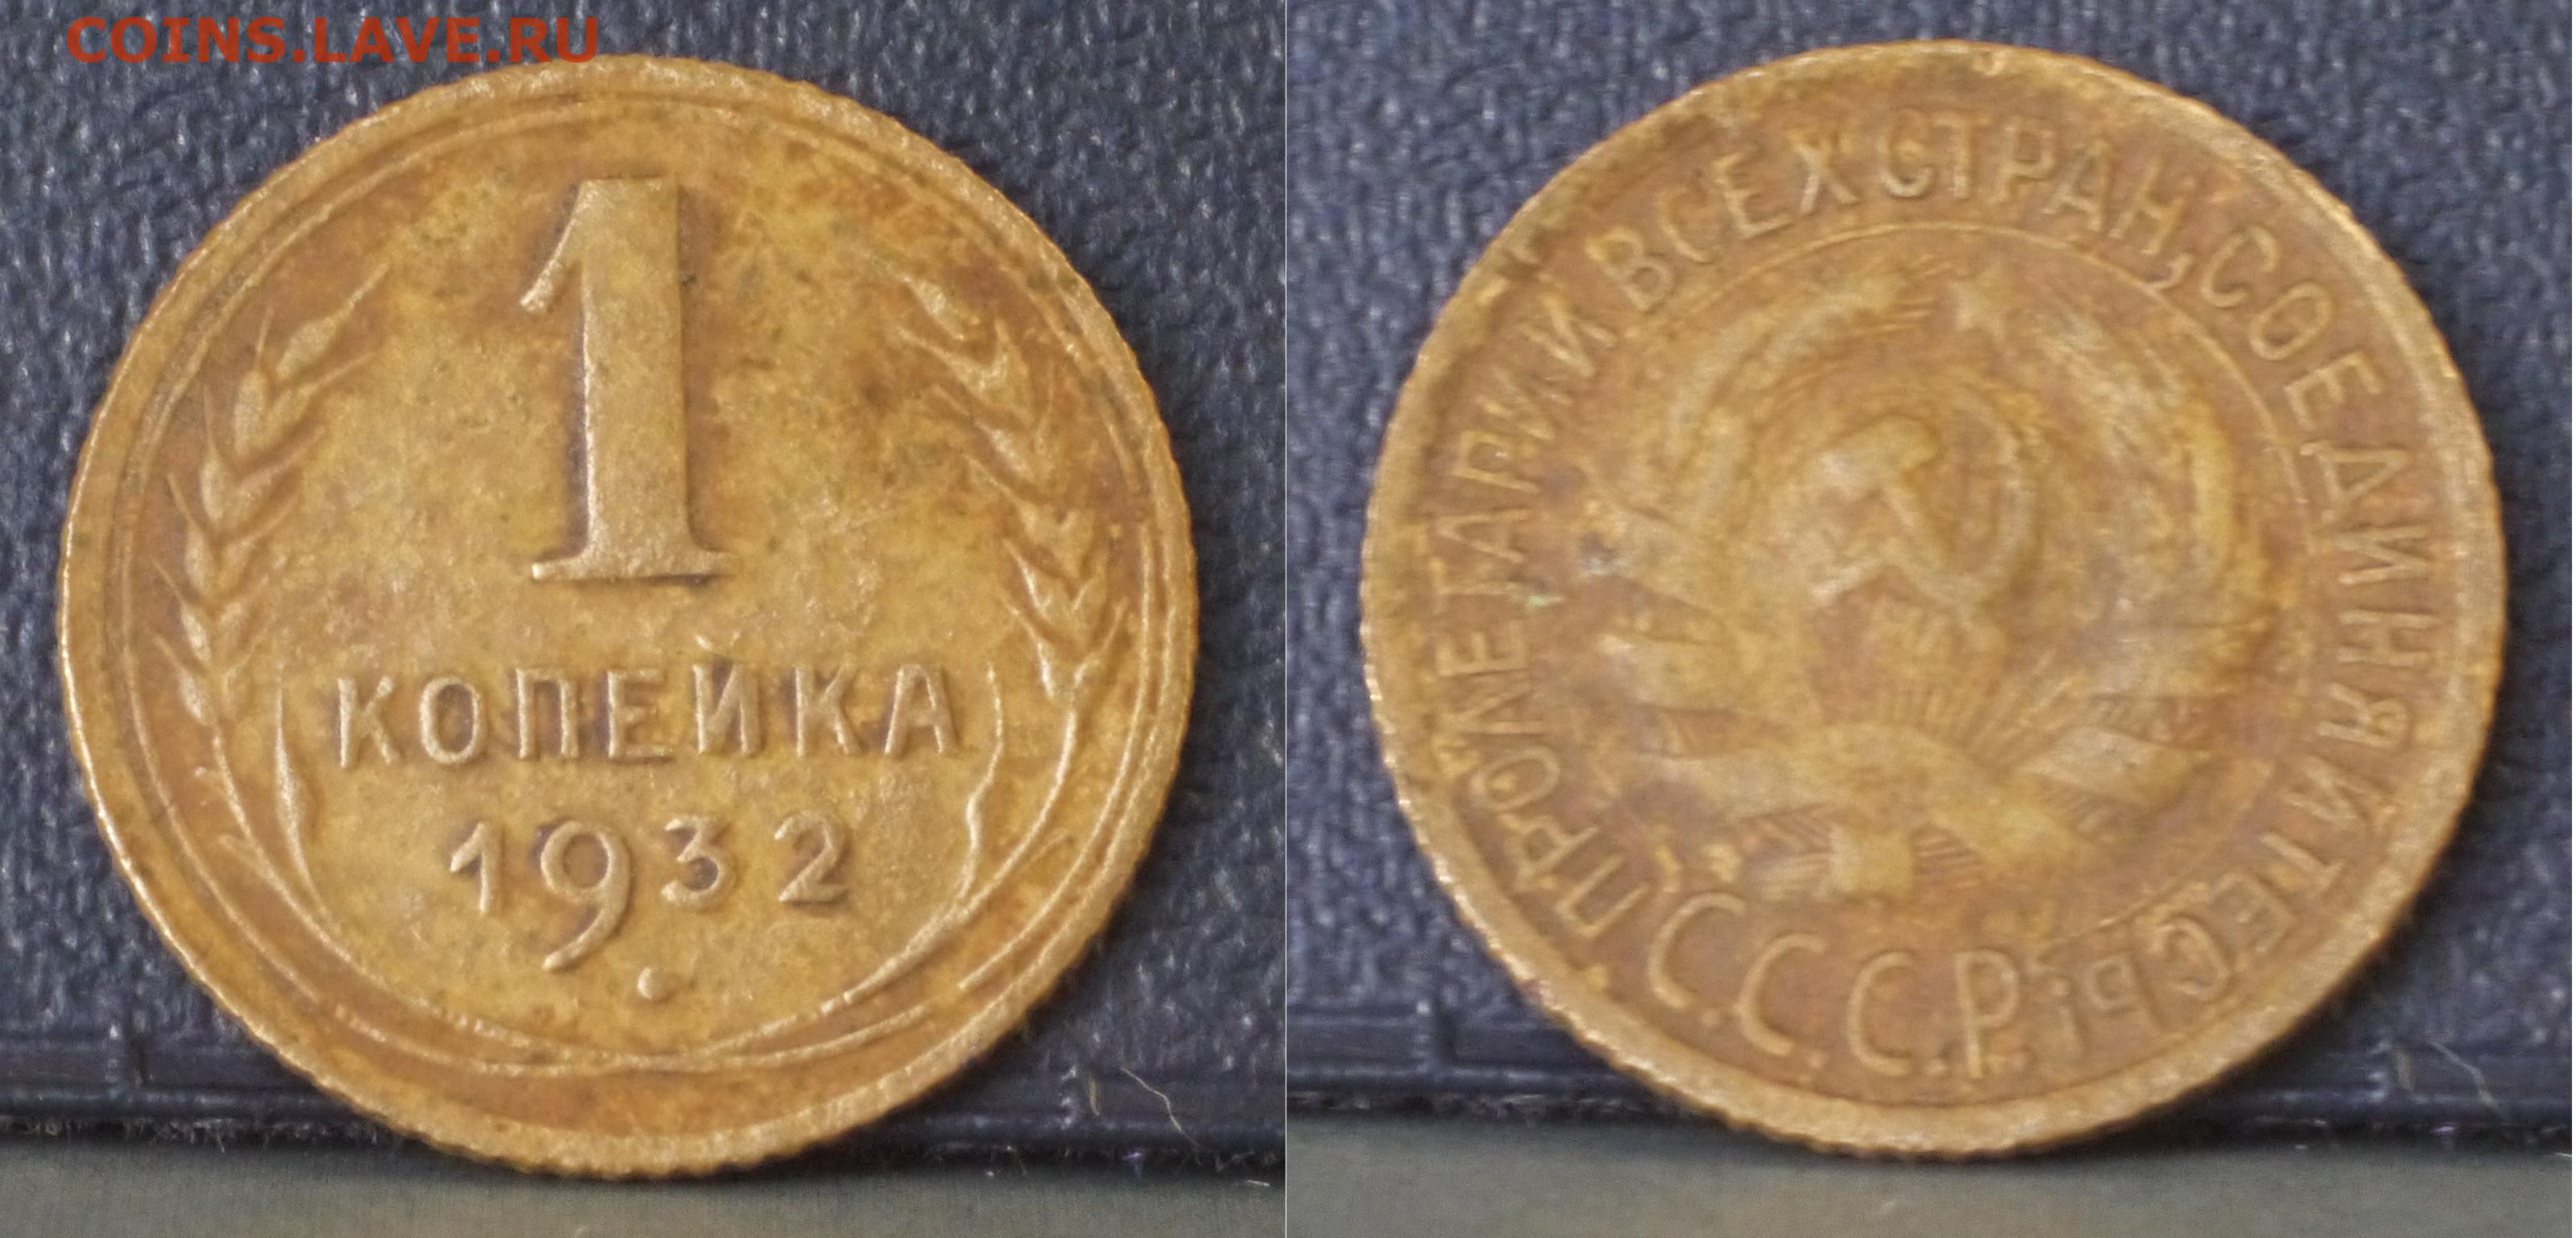 COINS.LAVE.RU
1
КОПЕЙКА
1932
ПРОЛЕТАРИИ ВСЕХ СТРАН, СОЕДИНЯЙТЕСЬ!
С.С.С.Р.